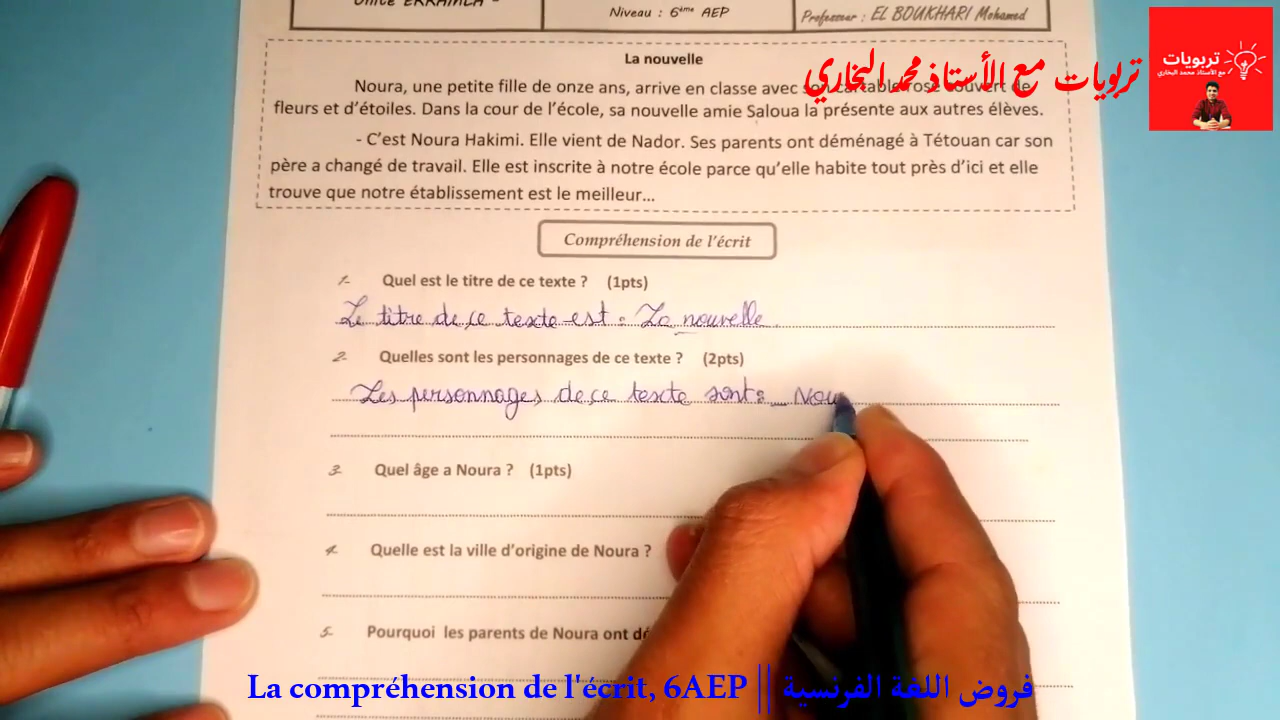 Unité ERRAMLA -
Niveau : 6ème AEP
Professeur : EL BOUKHARI Mohamed
تربويات مع الأستاذ محمد البخاري
تربويات
مع الأستاذ محمد البخاري
La nouvelle
Noura, une petite fille de onze ans, arrive en classe avec son cartable rose couvert de
fleurs et d'étoiles. Dans la cour de l'école, sa nouvelle amie Saloua la présente aux autres élèves.
- C'est Noura Hakimi. Elle vient de Nador. Ses parents ont déménagé à Tétouan car son
père a changé de travail. Elle est inscrite à notre école parce qu'elle habite tout près d'ici et elle
trouve que notre établissement est le meilleur...
Compréhension de l'écrit
1- Quel est le titre de ce texte ? (1pts)
Le titre de ce texte est : La nouvelle
2- Quelles sont les personnages de ce texte ? (2pts)
Les personnages de ce texte sont : Nou
3- Quel âge a Noura ? (1pts)
4- Quelle est la ville d'origine de Noura ?
5- Pourquoi les parents de Noura ont dé
La compréhension de l'écrit, 6AEP || فروض اللغة الفرنسية